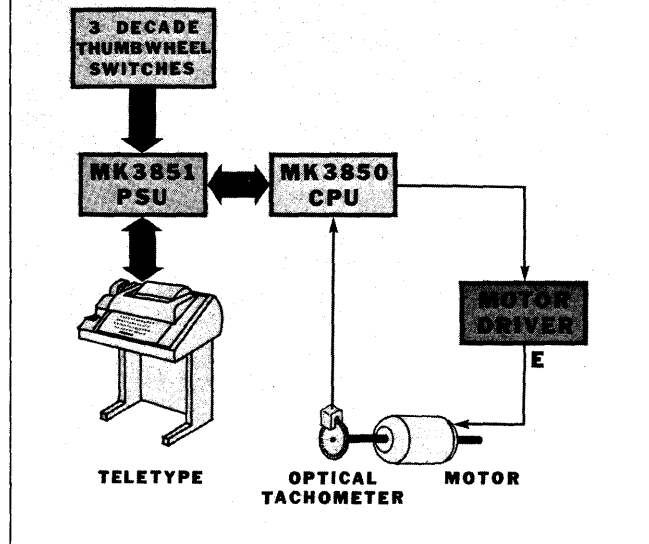 3 DECADE
THUMBWHEEL
SWITCHES
MK3851
PSU
MK3850
CPU
MOTOR
DRIVER
E
TELETYPE
OPTICAL
TACHOMETER
MOTOR